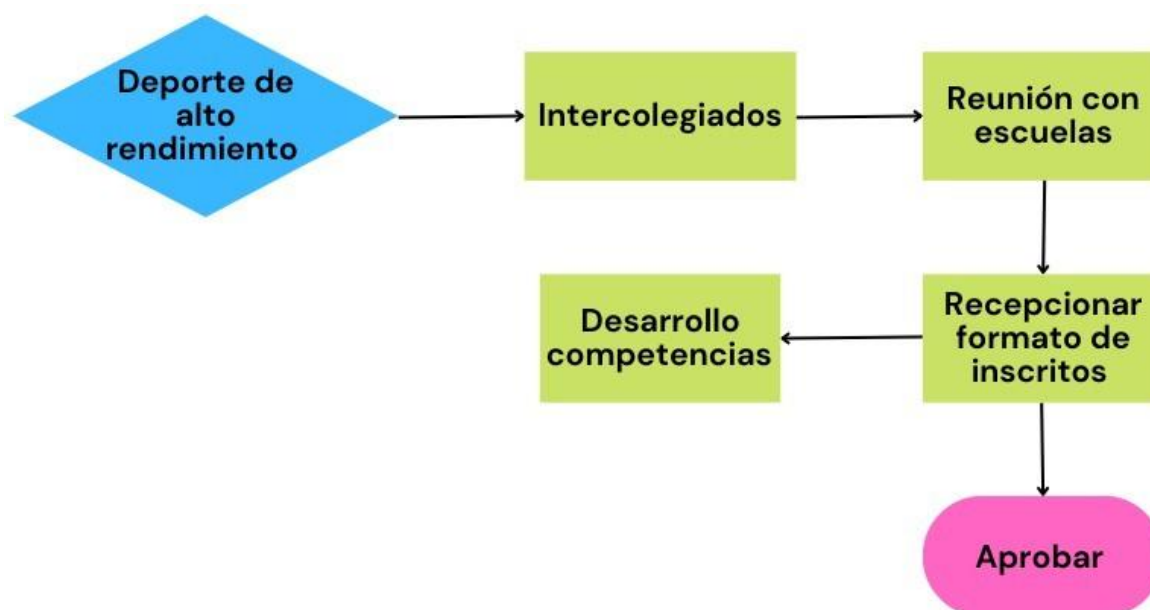 Deporte de
alto
rendimiento
Intercolegiados
Reunión con
escuelas
Recepcionar
formato de
inscritos
Desarrollo
competencias
Aprobar